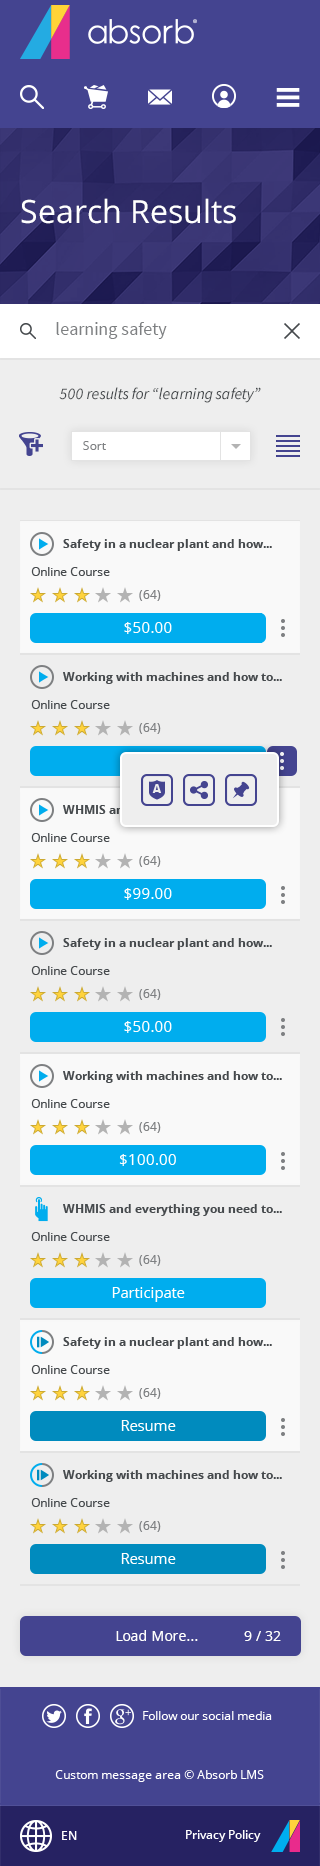 absorb®
Search Results
learning safety
500 results for “learning safety”
Sort
Safety in a nuclear plant and how...
Online Course
(64)
$50.00
Working with machines and how to...
Online Course
(64)
A
WHMIS
Online Course
(64)
$99.00
Safety in a nuclear plant and how...
Online Course
(64)
$50.00
Working with machines and how to...
Online Course
(64)
$100.00
WHMIS and everything you need to...
Online Course
(64)
Participate
Safety in a nuclear plant and how...
Online Course
(64)
Resume
Working with machines and how to...
Online Course
(64)
Resume
Load More... 9 / 32
Follow our social media
Custom message area © Absorb LMS
EN Privacy Policy